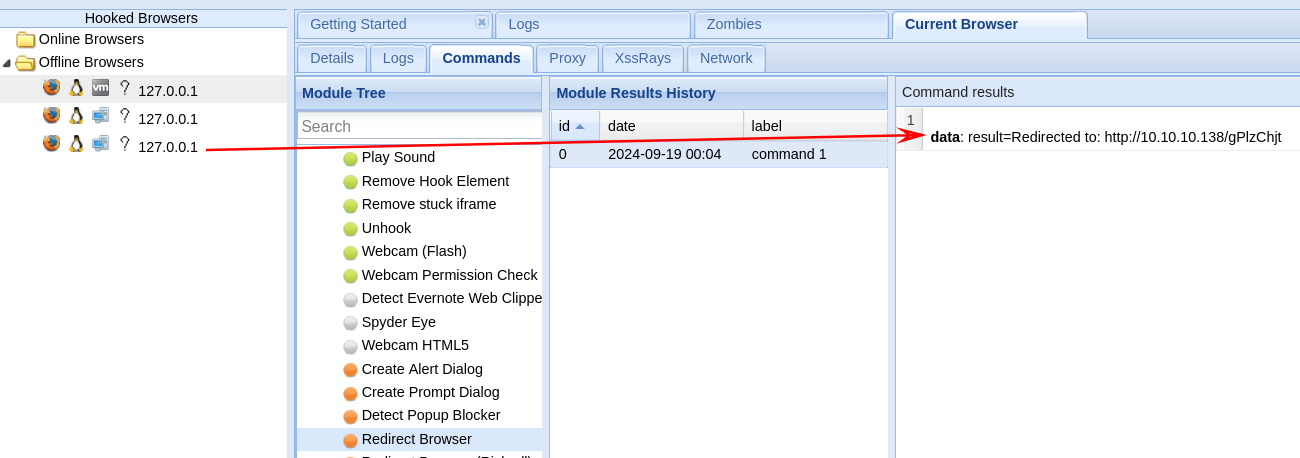 Hooked Browsers
Online Browsers
Offline Browsers
127.0.0.1
127.0.0.1
127.0.0.1
Getting Started
Logs
Zombies
Current Browser
Details
Logs
Commands
Proxy
XssRays
Network
Module Tree
Search
Play Sound
Remove Hook Element
Remove stuck iframe
Unhook
Webcam (Flash)
Webcam Permission Check
Detect Evernote Web Clippe
Spyder Eye
Webcam HTML5
Create Alert Dialog
Create Prompt Dialog
Detect Popup Blocker
Redirect Browser
Module Results History
id date label
0 2024-09-19 00:04 command 1
Command results
1
data: result=Redirected to: http://10.10.10.138/gPlzChjt